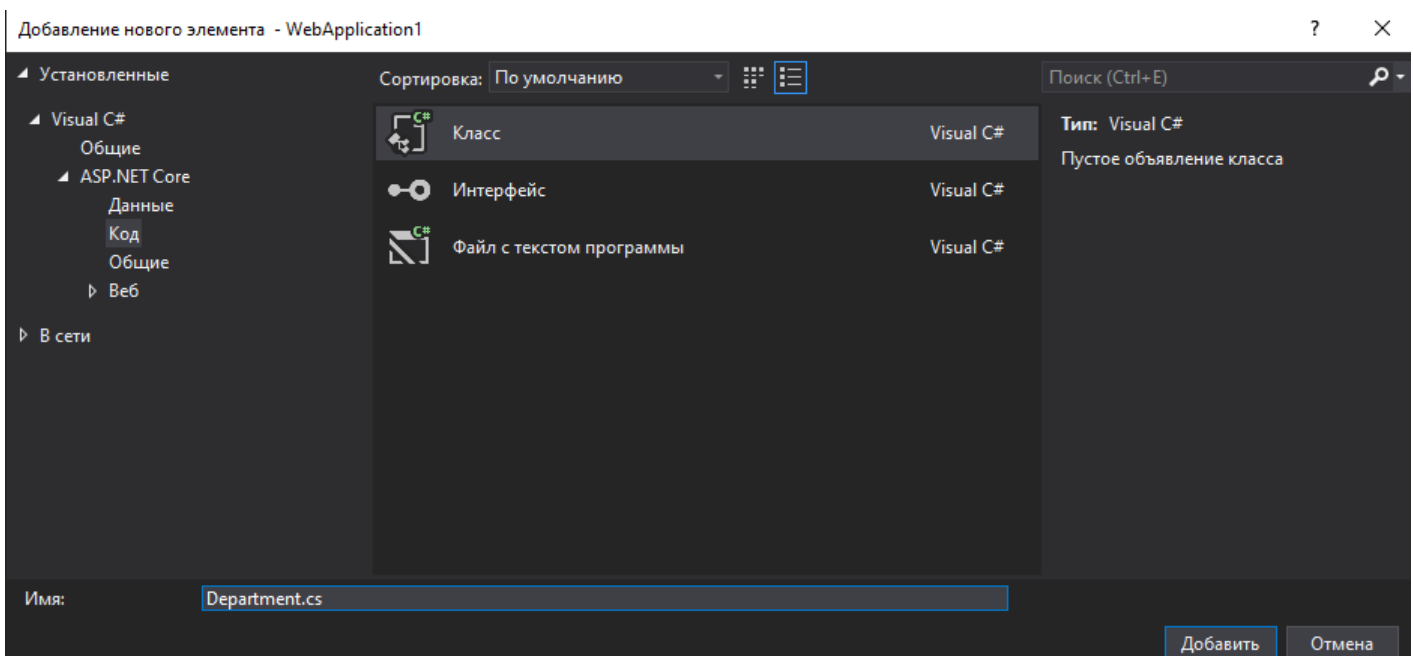 Добавление нового элемента - WebApplication1
? ×
Установленные
Сортировка: По умолчанию
Поиск (Ctrl+E)
Visual C#
Общие
ASP.NET Core
Данные
Код
Общие
Веб
В сети
C# Класс Visual C#
Интерфейс Visual C#
C# Файл с текстом программы Visual C#
Тип: Visual C#
Пустое объявление класса
Имя: Department.cs
Добавить Отмена